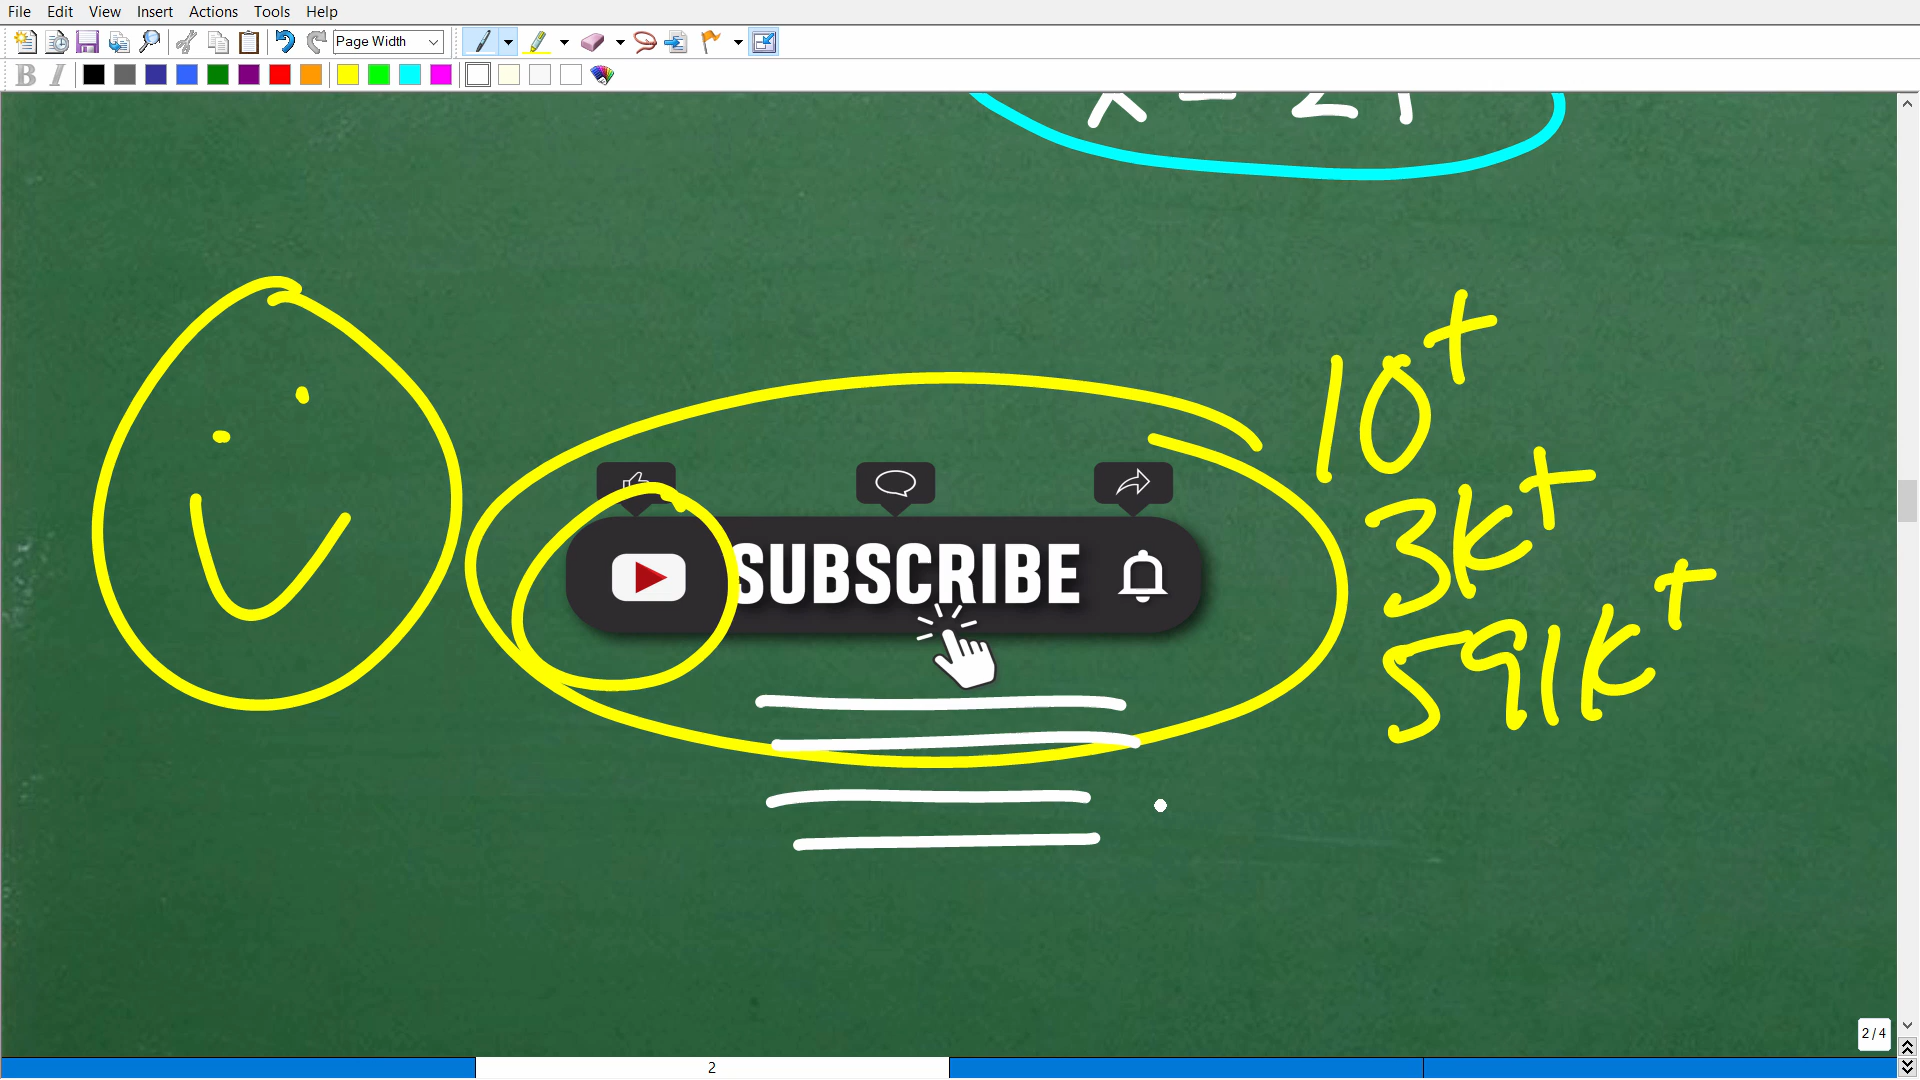 File Edit View Insert Actions Tools Help
Page Width
B I
10+
3k+
SUBSCRIBE
591k+
2 / 4
2